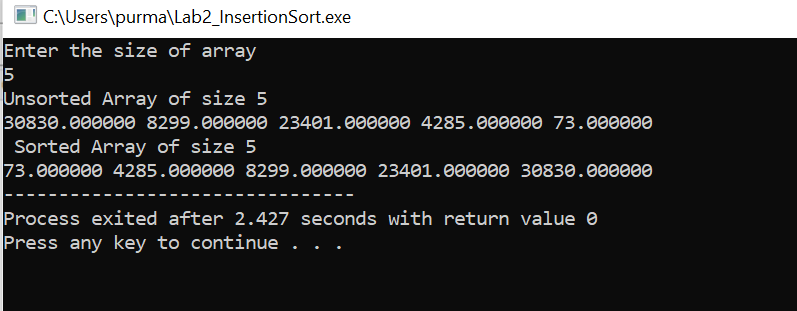 C:\Users\purma\Lab2_InsertionSort.exe
Enter the size of array
5
Unsorted Array of size 5
30830.000000 8299.000000 23401.000000 4285.000000 73.000000
 Sorted Array of size 5
73.000000 4285.000000 8299.000000 23401.000000 30830.000000
--------------------------------
Process exited after 2.427 seconds with return value 0
Press any key to continue . . .